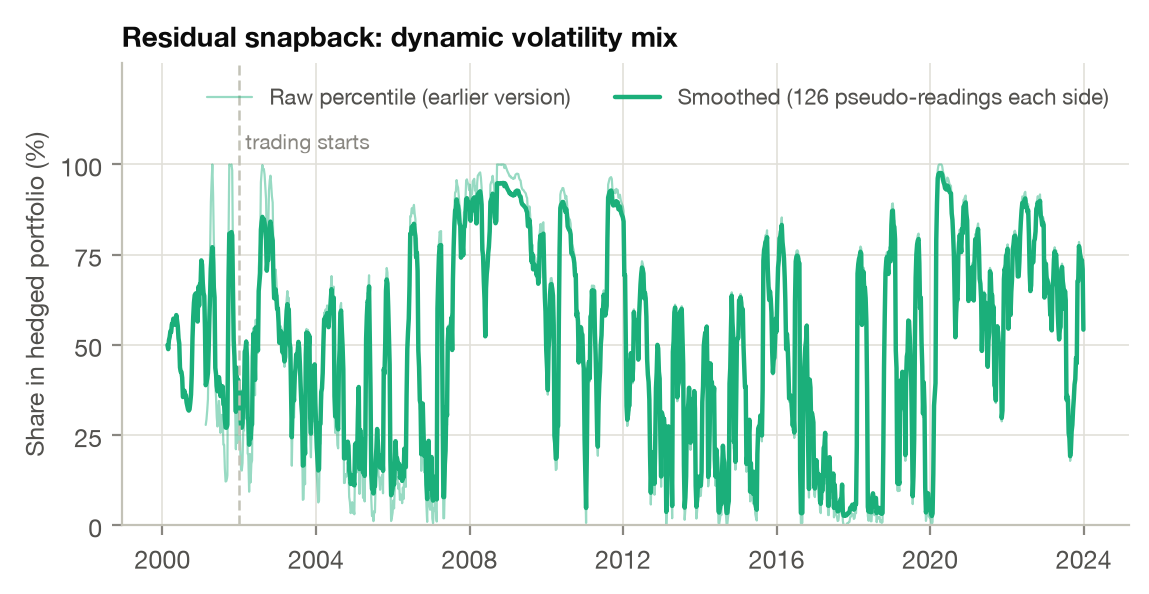 Residual snapback: dynamic volatility mix
Raw percentile (earlier version)
Smoothed (126 pseudo-readings each side)
trading starts
Share in hedged portfolio (%)
100
75
50
25
0
2000
2004
2008
2012
2016
2020
2024